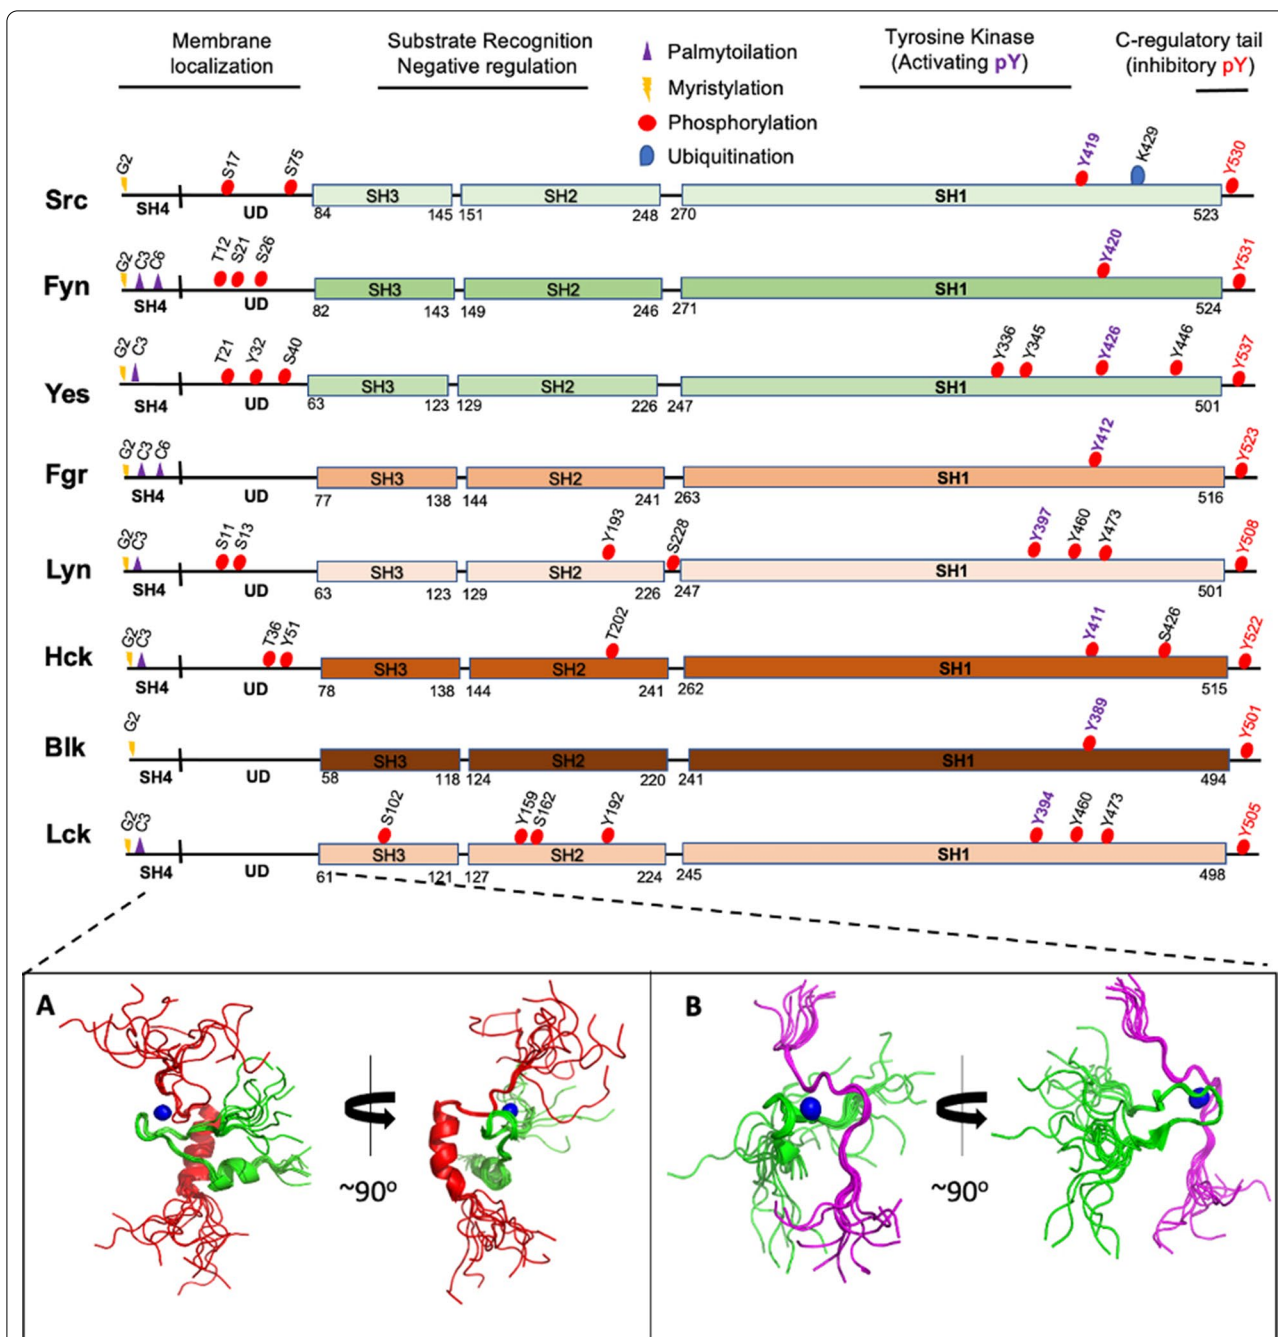 Membrane
localization
Substrate Recognition
Negative regulation
Palmytoilation
Myristylation
Phosphorylation
Ubiquitination
Tyrosine Kinase
(Activating pY)
C-regulatory tail
(inhibitory pY)
G2 S17 S75 Y419 K429 Y530
Src SH4 UD SH3 SH2 SH1
84 145 151 248 270 523
G2 C3 C6 T12 S21 S26 Y420 Y531
Fyn SH4 UD SH3 SH2 SH1
82 143 149 246 271 524
G2 C3 T21 Y32 S40 Y336 Y345 Y426 Y446 Y537
Yes SH4 UD SH3 SH2 SH1
63 123 129 226 247 501
G2 C3 C6 Y412 Y523
Fgr SH4 UD SH3 SH2 SH1
77 138 144 241 263 516
G2 C3 S11 S13 Y193 S228 Y397 Y460 Y473 Y508
Lyn SH4 UD SH3 SH2 SH1
63 123 129 226 247 501
G2 C3 T36 Y51 T202 Y411 S426 Y522
Hck SH4 UD SH3 SH2 SH1
78 138 144 241 262 515
G2 Y389 Y501
Blk SH4 UD SH3 SH2 SH1
58 118 124 220 241 494
G2 C3 S102 Y159 S162 Y192 Y394 Y460 Y473 Y505
Lck SH4 UD SH3 SH2 SH1
61 121 127 224 245 498
A B
~90º ~90º